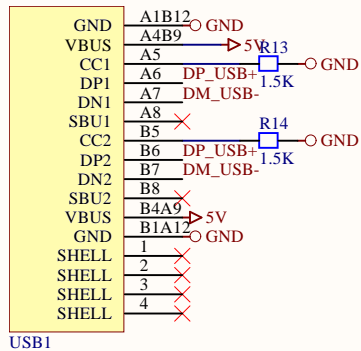 GND A1B12 GND
VBUS A4B9 5V R13
CC1 A5 GND
DP1 A6 DP_USB+ 1.5K
DN1 A7 DM_USB-
SBU1 A8 R14
CC2 B5 GND
DP2 B6 DP_USB+ 1.5K
DN2 B7 DM_USB-
SBU2 B8
VBUS B4A9 5V
GND B1A12 GND
SHELL 1
SHELL 2
SHELL 3
SHELL 4
USB1